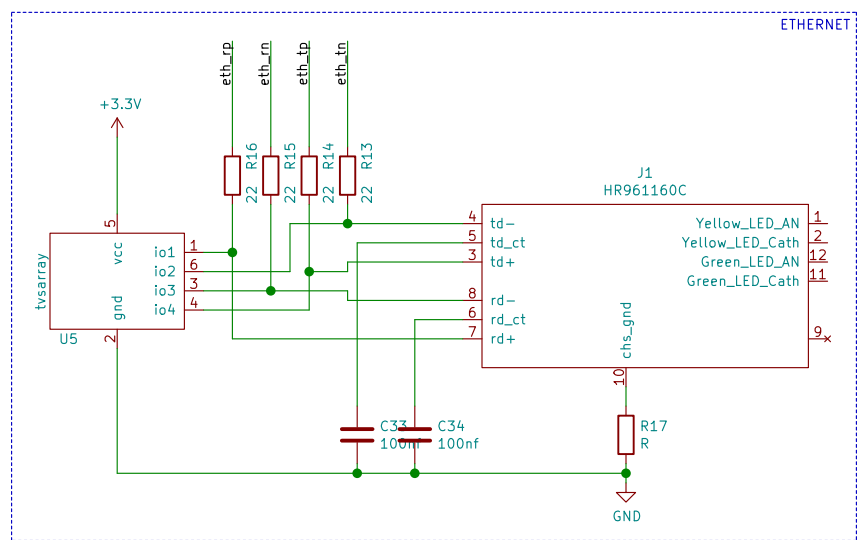 ETHERNET
eth_rp
eth_rn
eth_tp
eth_tn
+3.3V
R16
22
R15
22
R14
22
R13
22
J1
HR961160C
5
vcc
tvsarray
gnd
2
U5
io1 1
io2 6
io3 3
io4 4
4 td-
5 td_ct
3 td+
8 rd-
6 rd_ct
7 rd+
Yellow_LED_AN 1
Yellow_LED_Cath 2
Green_LED_AN 12
Green_LED_Cath 11
9
chs_gnd
10
C33
100nf
C34
100nf
R17
R
GND